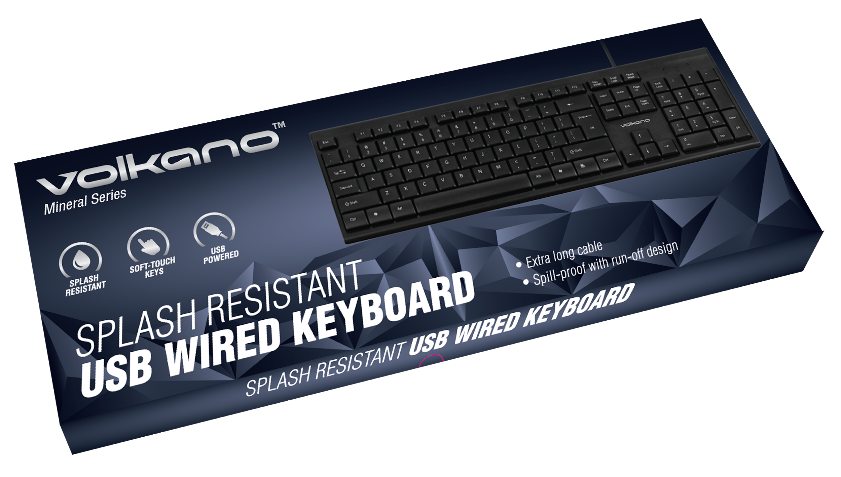 volkano™
Mineral Series
SPLASH
RESISTANT
SOFT-TOUCH
KEYS
USB
POWERED
• Extra long cable
• Spill-proof with run-off design
SPLASH RESISTANT
USB WIRED KEYBOARD
SPLASH RESISTANT USB WIRED KEYBOARD
volkano